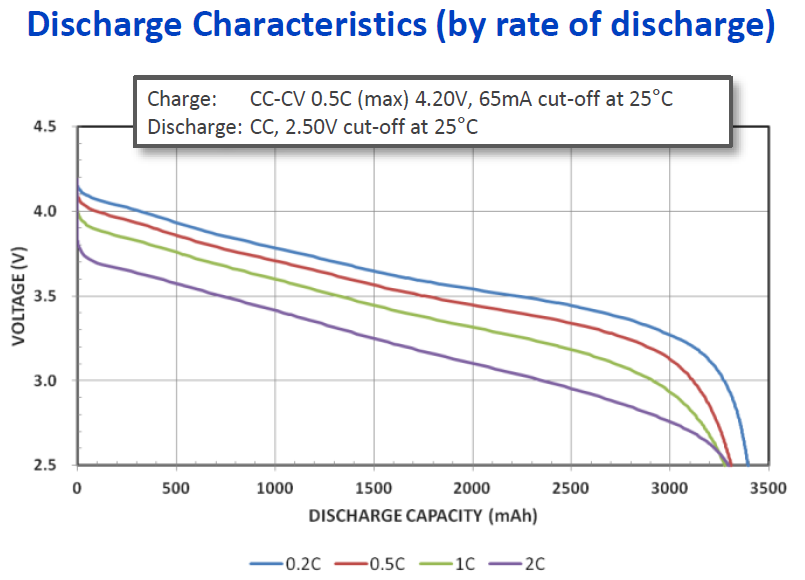 Discharge Characteristics (by rate of discharge)
Charge: CC-CV 0.5C (max) 4.20V, 65mA cut-off at 25°C
Discharge: CC, 2.50V cut-off at 25°C
4.5
4.0
3.5
3.0
2.5
VOLTAGE (V)
0 500 1000 1500 2000 2500 3000 3500
DISCHARGE CAPACITY (mAh)
0.2C 0.5C 1C 2C